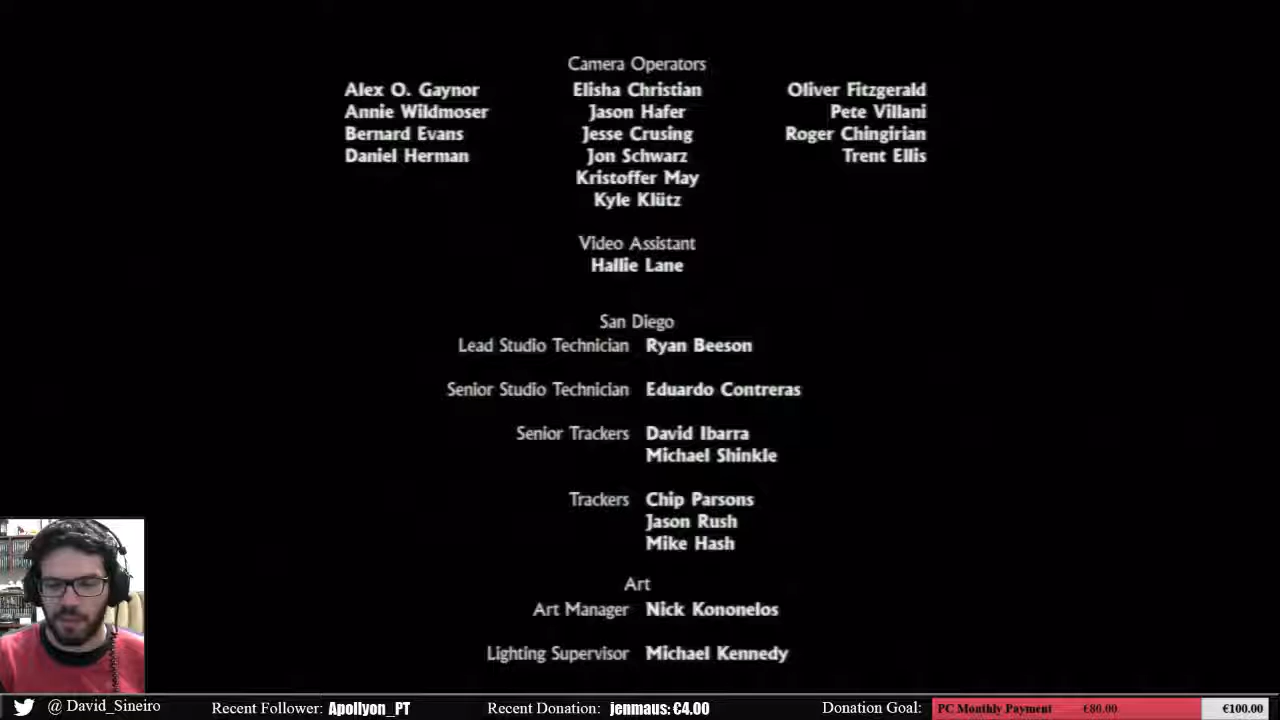 Camera Operators
Alex O. Gaynor Elisha Christian Oliver Fitzgerald
Annie Wildmoser Jason Hafer Pete Villani
Bernard Evans Jesse Crusing Roger Chingirian
Daniel Herman Jon Schwarz Trent Ellis
Kristoffer May
Kyle Klütz
Video Assistant
Hallie Lane
San Diego
Lead Studio Technician Ryan Beeson
Senior Studio Technician Eduardo Contreras
Senior Trackers David Ibarra
Michael Shinkle
Trackers Chip Parsons
Jason Rush
Mike Hash
Art
Art Manager Nick Kononelos
Lighting Supervisor Michael Kennedy
@ David_Sineiro Recent Follower: Apollyon_PT Recent Donation: jenmaus: €4.00 Donation Goal: PC Monthly Payment €80.00 €100.00